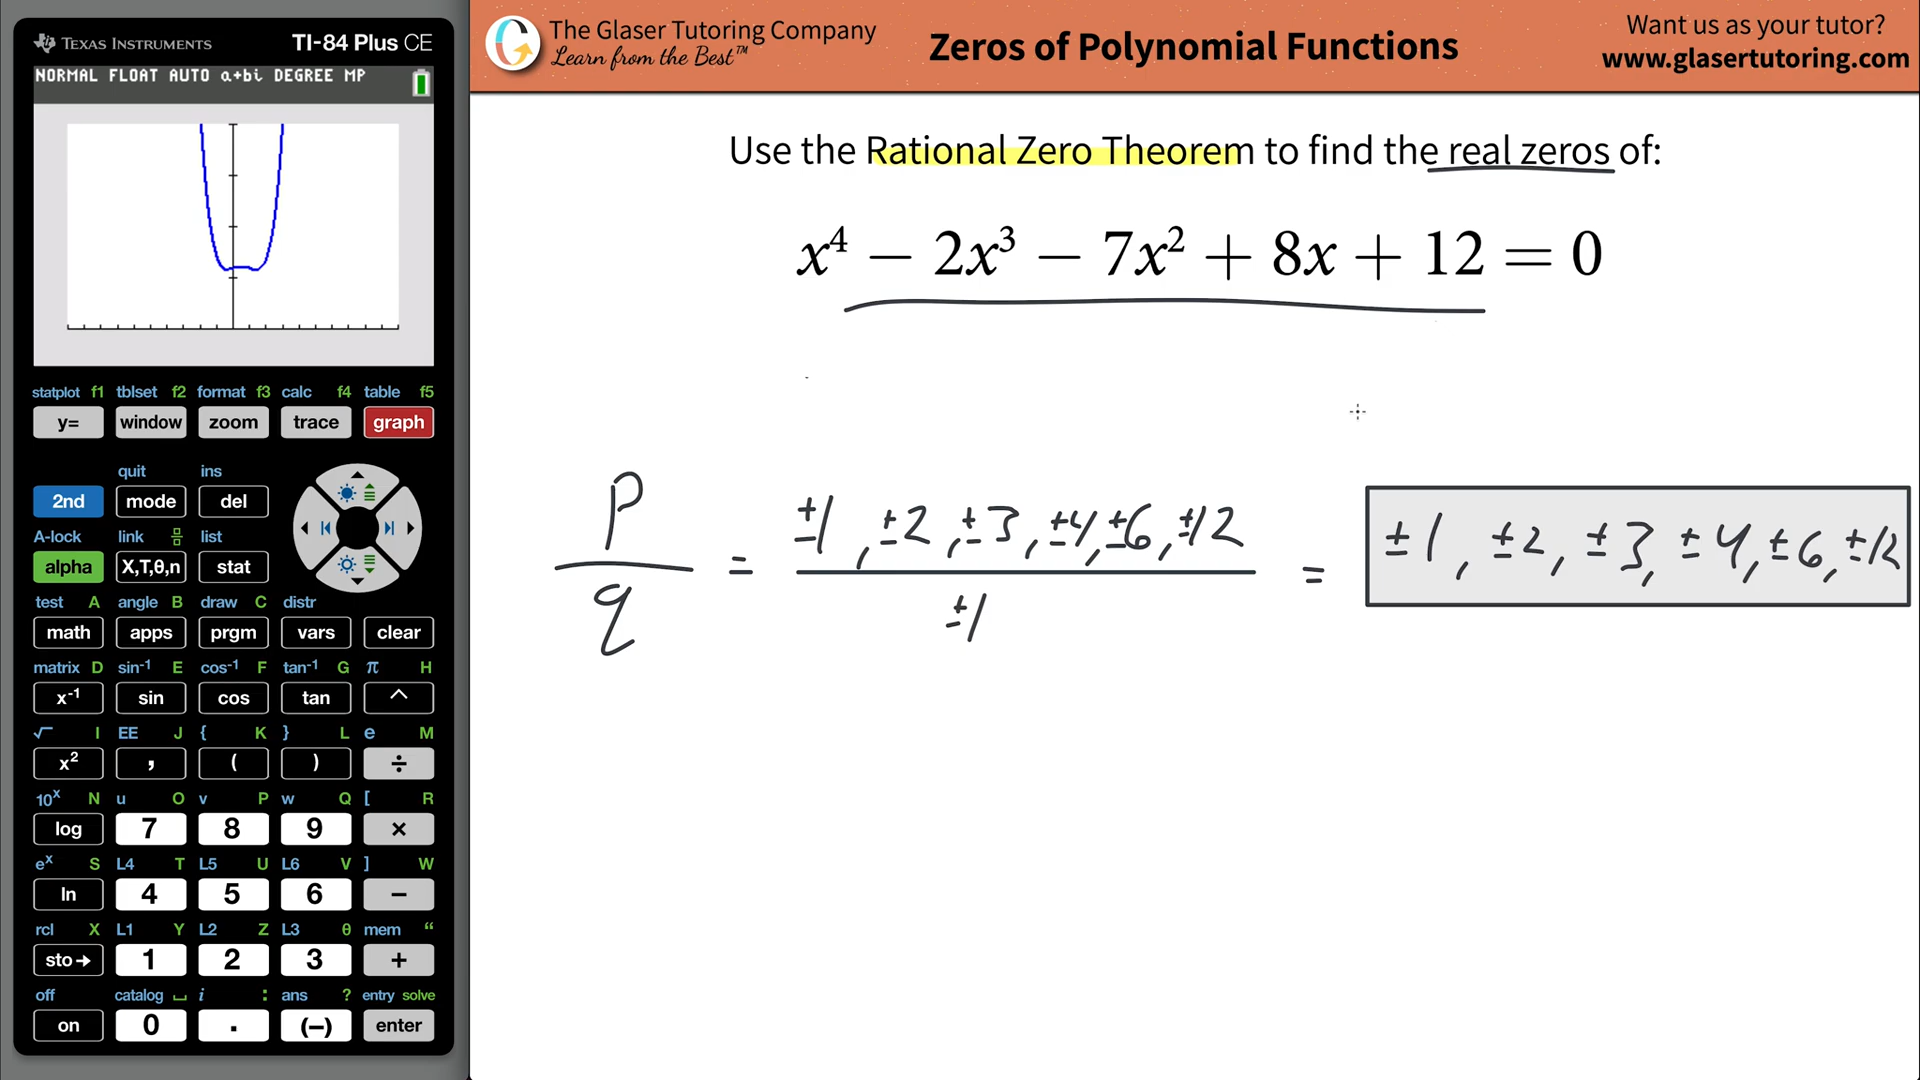 TEXAS INSTRUMENTS TI-84 Plus CE
NORMAL FLOAT AUTO a+bi DEGREE MP
statplot f1 tblset f2 format f3 calc f4 table f5
y= window zoom trace graph
quit ins
2nd mode del
A-lock link list
alpha X,T,θ,n stat
test A angle B draw C distr
math apps prgm vars clear
matrix D sin⁻¹ E cos⁻¹ F tan⁻¹ G π H
x⁻¹ sin cos tan ^
√ I EE J { K } L e M
x² , ( ) ÷
10ˣ N u O v P w Q [ R
log 7 8 9 ×
eˣ S L4 T L5 U L6 V ] W
ln 4 5 6 −
rcl X L1 Y L2 Z L3 θ mem “
sto→ 1 2 3 +
off catalog ⎵ i : ans ? entry solve
on 0 . (−) enter
The Glaser Tutoring Company
Learn from the Best™
Zeros of Polynomial Functions
Want us as your tutor?
www.glasertutoring.com
Use the Rational Zero Theorem to find the real zeros of:
x⁴ − 2x³ − 7x² + 8x + 12 = 0
P
± 1, ± 2, ± 3, ± 4, ± 6, ± 12
= = ± 1, ± 2, ± 3, ± 4, ± 6, ± 12
q
± 1